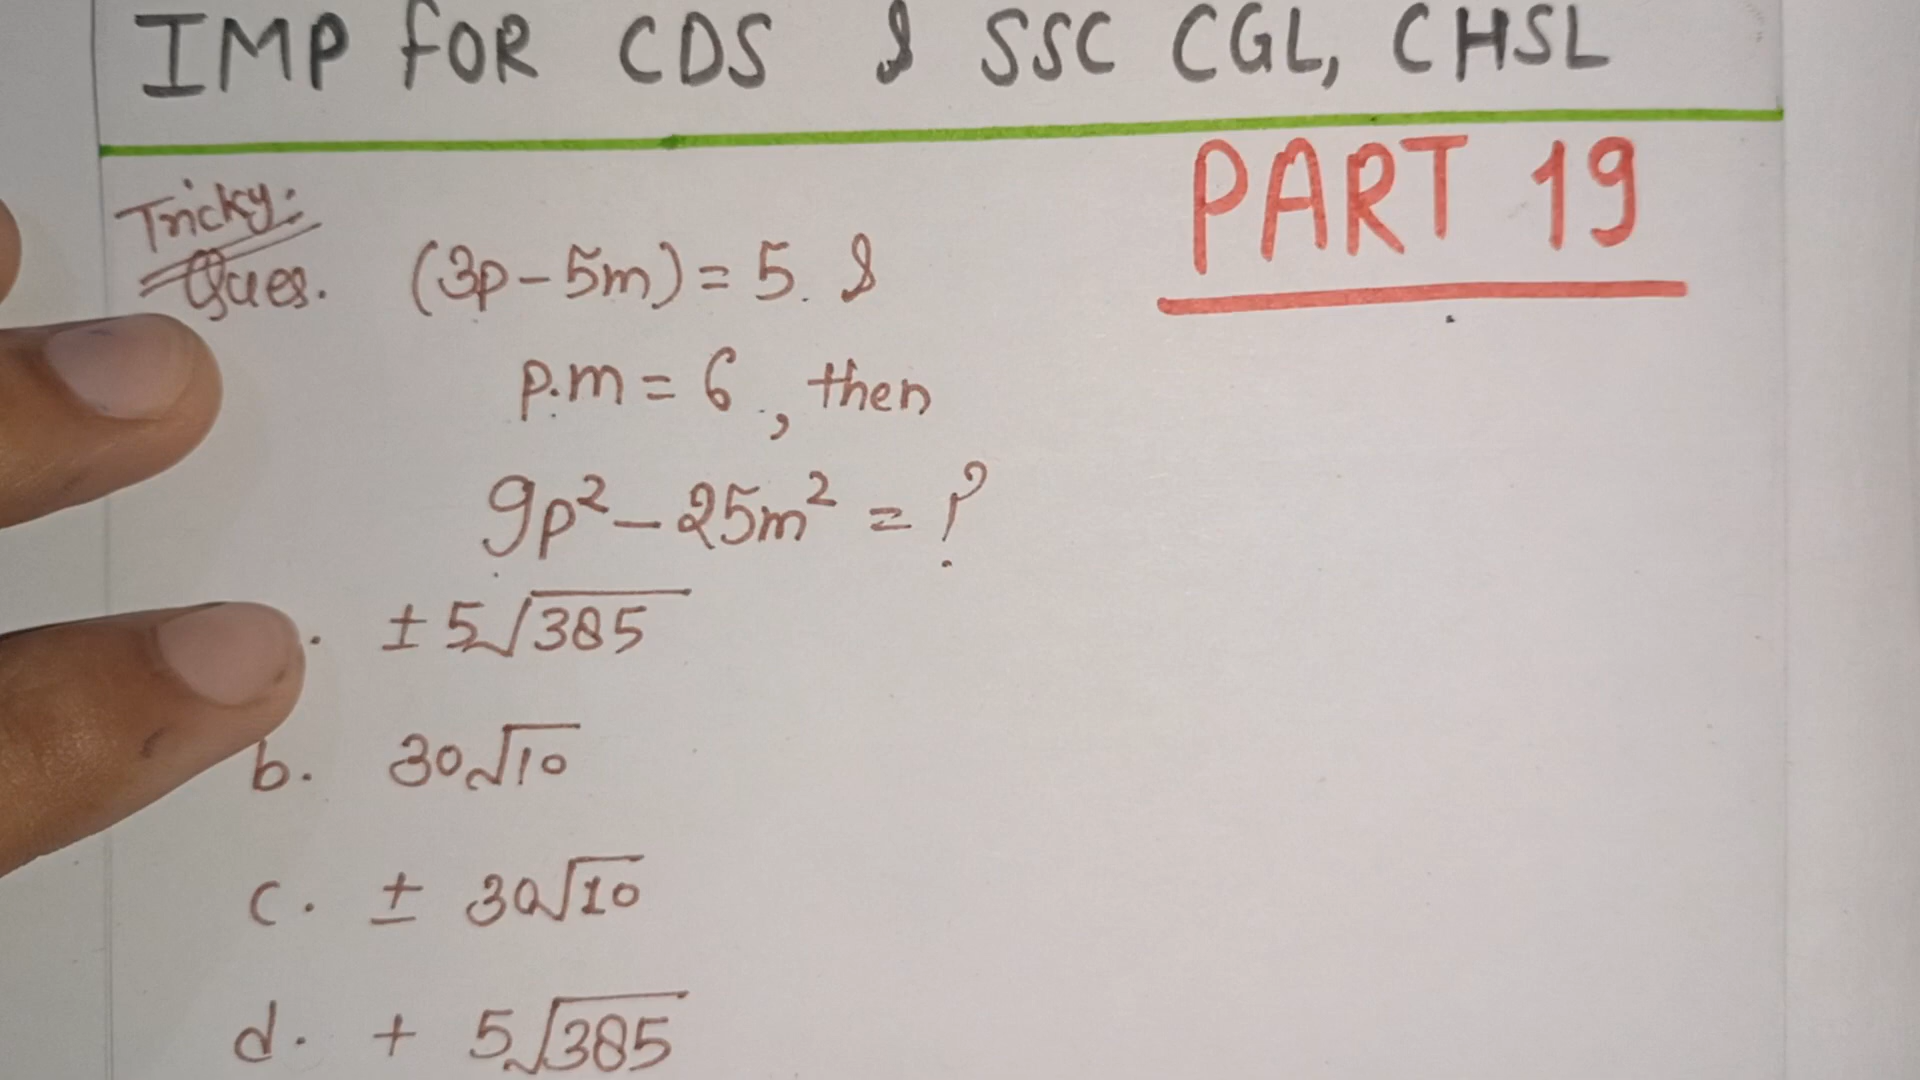 IMP FOR CDS & SSC CGL, CHSL
PART 19
Tricky:
Ques. (3p-5m)=5. &
p.m=6, then
9p²-25m² = ?
. ±5√385
b. 30√10
c. ± 30√10
d. + 5√385